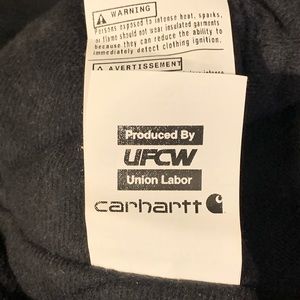 ⚠ WARNING
Persons exposed to intense heat, sparks,
or flame should not wear insulated garments
because they can reduce the ability to
immediately detect clothing ignition.
⚠ AVERTISSEMENT
Produced By
UFCW
Union Labor
carhartt